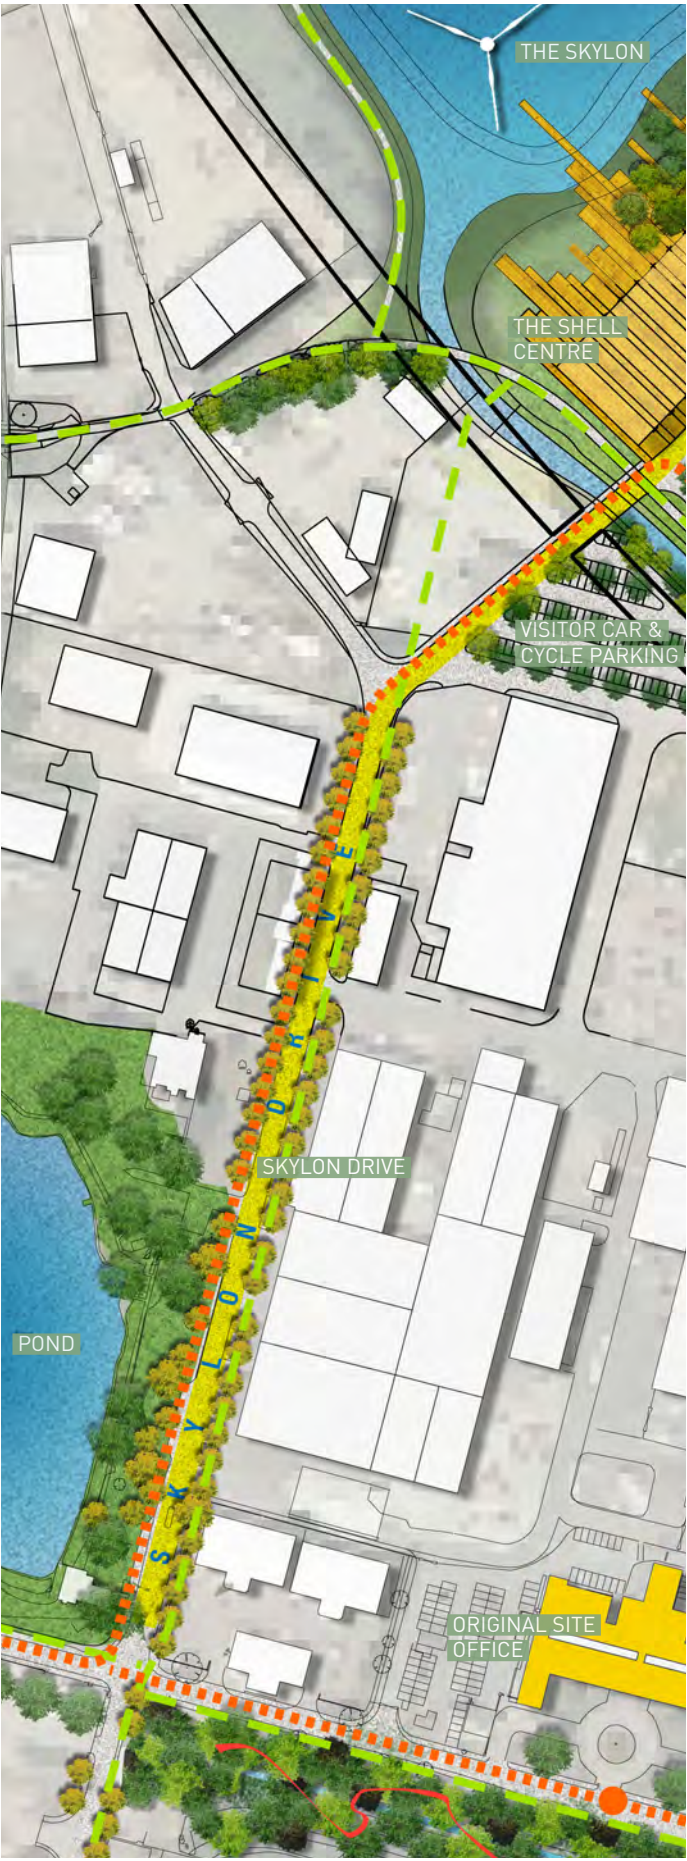 THE SKYLON
THE SHELL
CENTRE
VISITOR CAR &
CYCLE PARKING
SKYLON DRIVE
SKYLON DRIVE
POND
ORIGINAL SITE
OFFICE